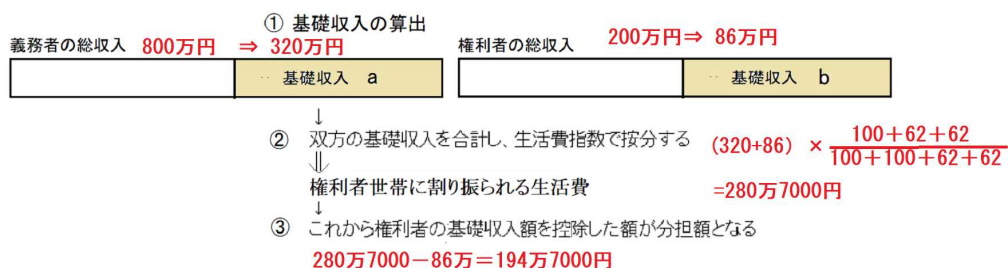 ① 基礎収入の算出
義務者の総収入 800万円 ⇒ 320万円
権利者の総収入 200万円⇒ 86万円
基礎収入 a
基礎収入 b
↓
② 双方の基礎収入を合計し、生活費指数で按分する
(320+86) × 100+62+62
100+100+62+62
=280万7000円
⇓
権利者世帯に割り振られる生活費
↓
③ これから権利者の基礎収入額を控除した額が分担額となる
280万7000-86万=194万7000円